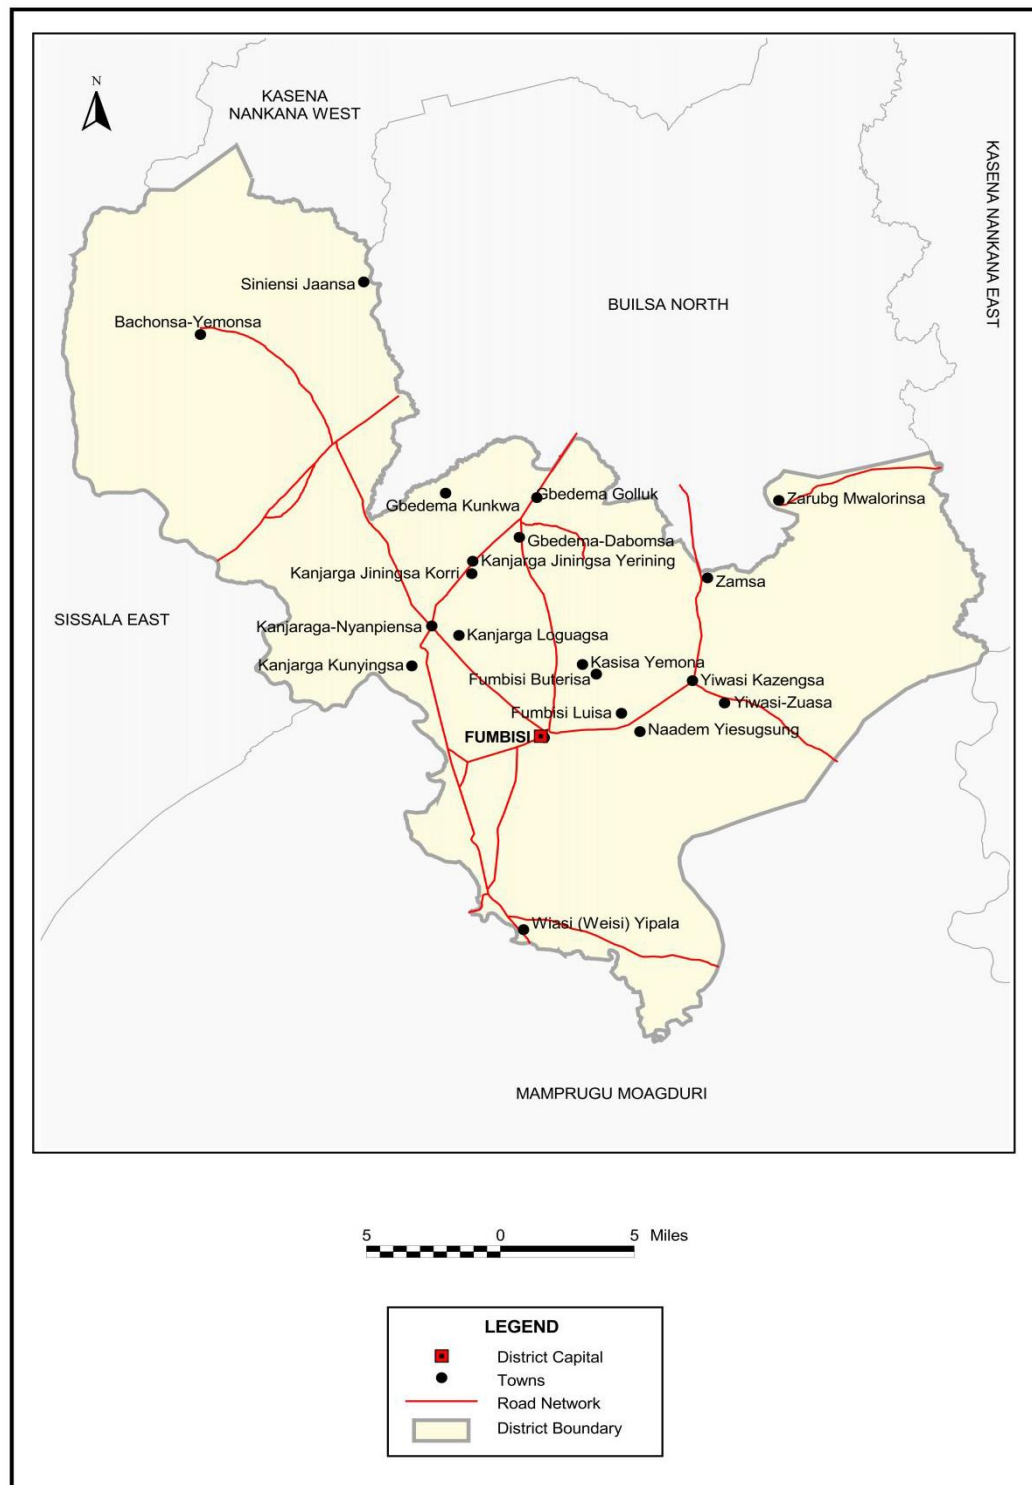 N
KASENA
NANKANA WEST
KASENA NANKANA EAST
Siniensi Jaansa
BUILSA NORTH
Bachonsa-Yemonsa
Gbedema Golluk
Gbedema Kunkwa
Zarubg Mwalorinsa
Gbedema-Dabomsa
Kanjarga Jiningsa Yerining
Kanjarga Jiningsa Korri
Zamsa
SISSALA EAST
Kanjaraga-Nyanpiensa
Kanjarga Loguagsa
Kanjarga Kunyingsa
Kasisa Yemona
Fumbisi Buterisa
Yiwasi Kazengsa
Yiwasi-Zuasa
Fumbisi Luisa
Naadem Yiesugsung
FUMBISI
Wiasi (Weisi) Yipala
MAMPRUGU MOAGDURI
5 0 5 Miles
LEGEND
District Capital
Towns
Road Network
District Boundary